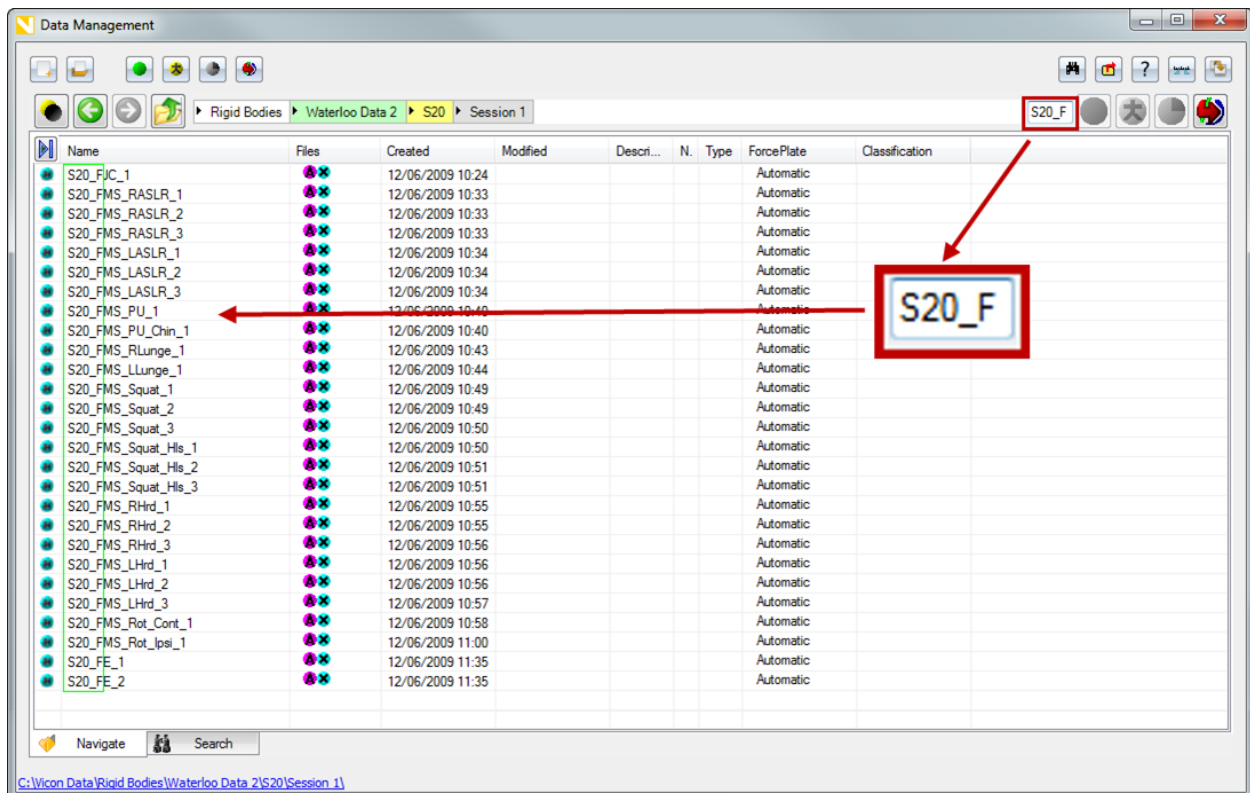 Data Management
?
Rigid Bodies Waterloo Data 2 S20 Session 1 S20_F
Name Files Created Modified Descri... N. Type ForcePlate Classification
S20_FJC_1 A 12/06/2009 10:24 Automatic
S20_FMS_RASLR_1 A 12/06/2009 10:33 Automatic
S20_FMS_RASLR_2 A 12/06/2009 10:33 Automatic
S20_FMS_RASLR_3 A 12/06/2009 10:33 Automatic
S20_FMS_LASLR_1 A 12/06/2009 10:34 Automatic
S20_FMS_LASLR_2 A 12/06/2009 10:34 Automatic
S20_FMS_LASLR_3 A 12/06/2009 10:34 Automatic
S20_F
S20_FMS_PU_1 A 12/06/2009 10:40 Automatic
S20_FMS_PU_Chin_1 A 12/06/2009 10:40 Automatic
S20_FMS_RLunge_1 A 12/06/2009 10:43 Automatic
S20_FMS_LLunge_1 A 12/06/2009 10:44 Automatic
S20_FMS_Squat_1 A 12/06/2009 10:49 Automatic
S20_FMS_Squat_2 A 12/06/2009 10:49 Automatic
S20_FMS_Squat_3 A 12/06/2009 10:50 Automatic
S20_FMS_Squat_Hls_1 A 12/06/2009 10:50 Automatic
S20_FMS_Squat_Hls_2 A 12/06/2009 10:51 Automatic
S20_FMS_Squat_Hls_3 A 12/06/2009 10:51 Automatic
S20_FMS_RHrd_1 A 12/06/2009 10:55 Automatic
S20_FMS_RHrd_2 A 12/06/2009 10:55 Automatic
S20_FMS_RHrd_3 A 12/06/2009 10:56 Automatic
S20_FMS_LHrd_1 A 12/06/2009 10:56 Automatic
S20_FMS_LHrd_2 A 12/06/2009 10:56 Automatic
S20_FMS_LHrd_3 A 12/06/2009 10:57 Automatic
S20_FMS_Rot_Cont_1 A 12/06/2009 10:58 Automatic
S20_FMS_Rot_Ipsi_1 A 12/06/2009 11:00 Automatic
S20_FE_1 A 12/06/2009 11:35 Automatic
S20_FE_2 A 12/06/2009 11:35 Automatic
Navigate Search
C:\Vicon Data\Rigid Bodies\Waterloo Data 2\S20\Session 1\